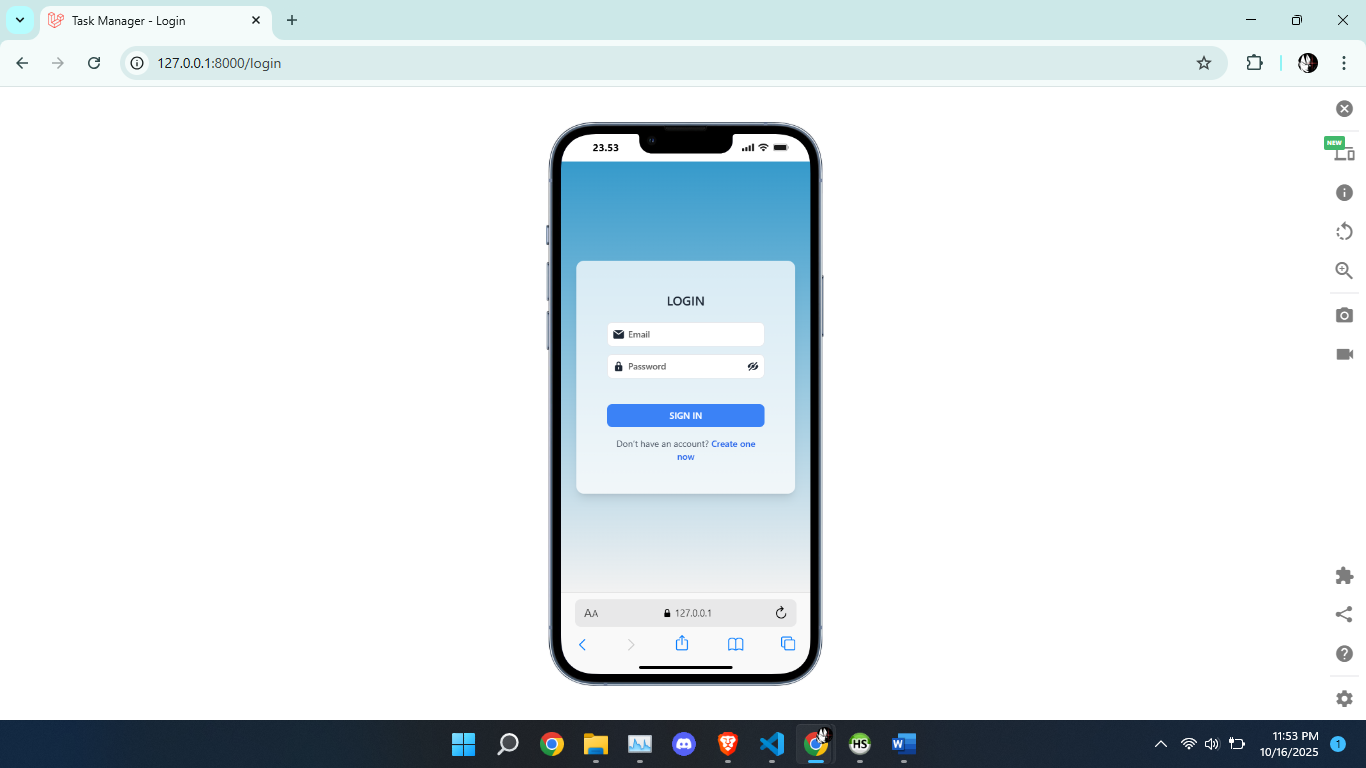 Task Manager - Login
127.0.0.1:8000/login
NEW
23.53
LOGIN
Email
Password
SIGN IN
Don't have an account? Create one
now
AA
127.0.0.1
HS
W
11:53 PM
10/16/2025
1